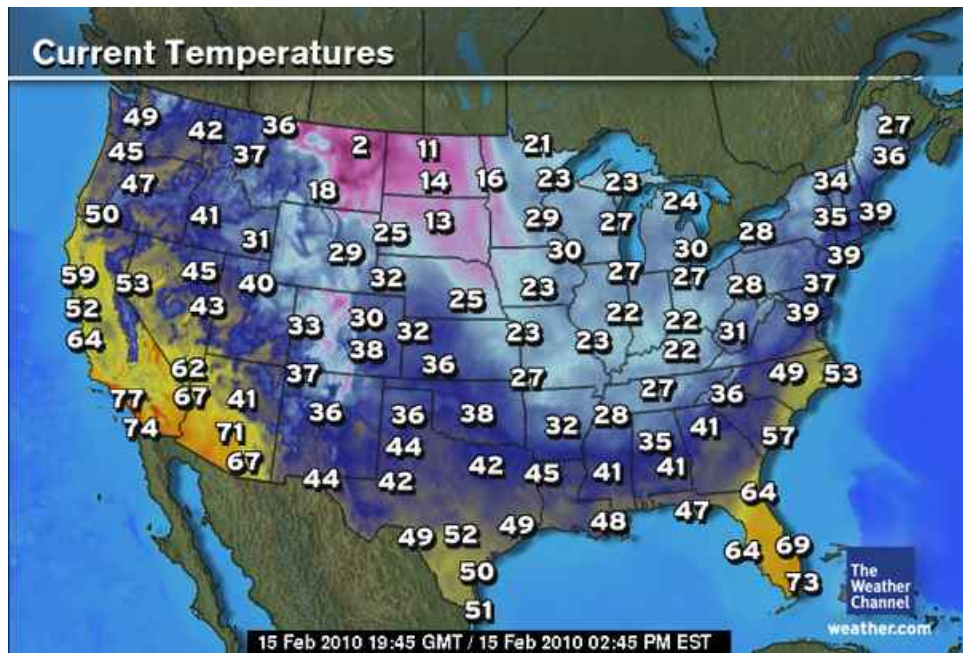 Current Temperatures
49 42 36 2 11 21 27
45 37 14 16 23 23 36
47 18 24 34
50 41 25 13 29 27 35 39
31 29 30 30 28 39
59 53 45 40 32 27 27 28 37
52 43 25 23 22 22 39
64 33 30 32 23 23 31
38 22
62 37 36 27 27 49 53
77 67 41 36 36 38 28 36
74 71 44 32 35 41 57
67 44 42 42 45 41 41
64
49 52 49 48 47
64 69
50 73
51
The
Weather
Channel
weather.com
15 Feb 2010 19:45 GMT / 15 Feb 2010 02:45 PM EST